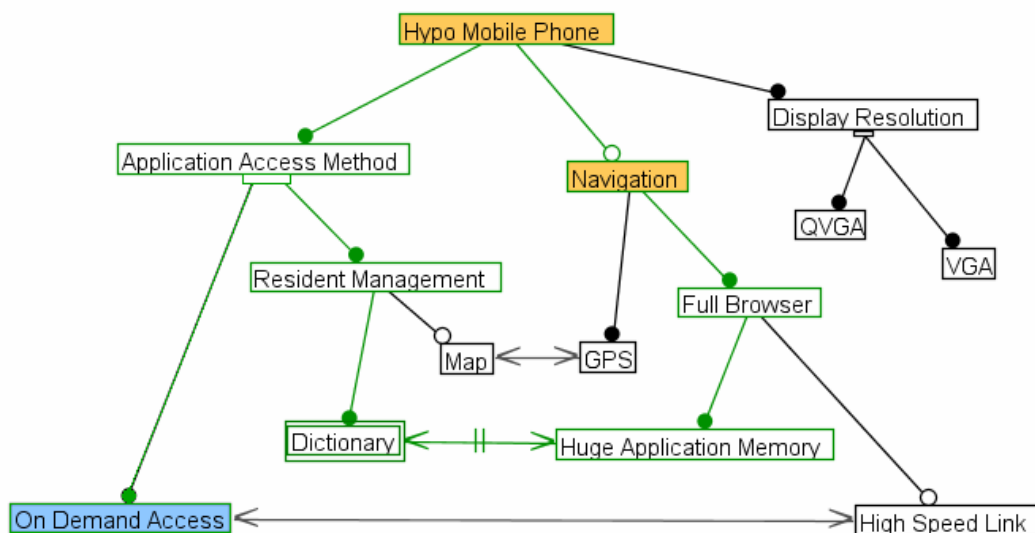 Hypo Mobile Phone
Display Resolution
Application Access Method
Navigation
QVGA
VGA
Resident Management
Full Browser
Map
GPS
Dictionary
Huge Application Memory
On Demand Access
High Speed Link